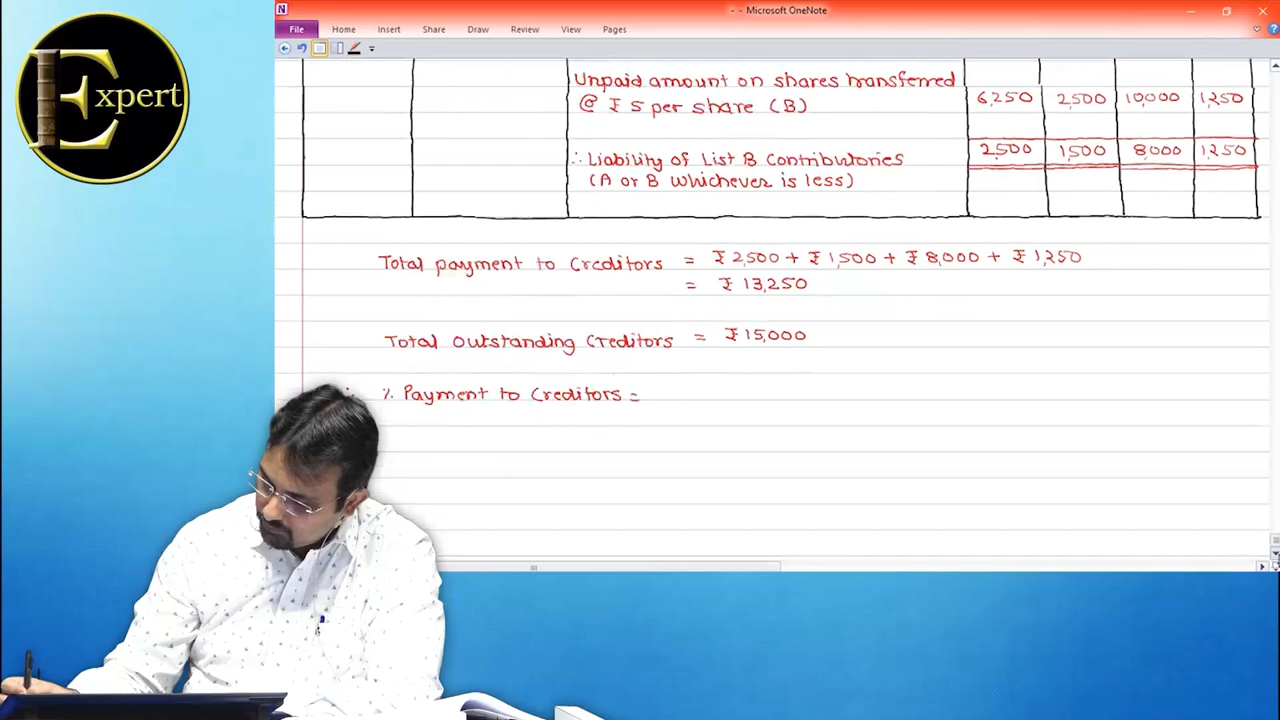 Expert
- - Microsoft OneNote
File Home Insert Share Draw Review View Pages
Unpaid amount on shares transferred
@ ₹ 5 per share (B) 6,250 2,500 10,000 1,250
∴ Liability of List B Contributories 2,500 1,500 8,000 1,250
(A or B whichever is less)
Total payment to Creditors = ₹ 2,500 + ₹ 1,500 + ₹ 8,000 + ₹ 1,250
= ₹ 13,250
Total Outstanding Creditors = ₹ 15,000
% Payment to Creditors =